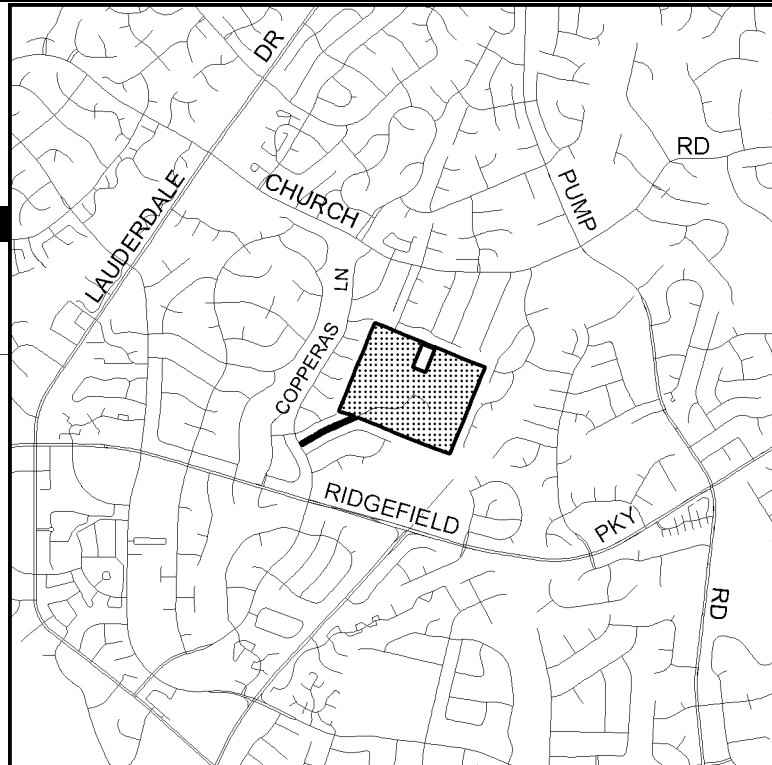 DR
RD
LAUDERDALE
CHURCH
PUMP
LN
COPPERAS
RIDGEFIELD
PKY
RD